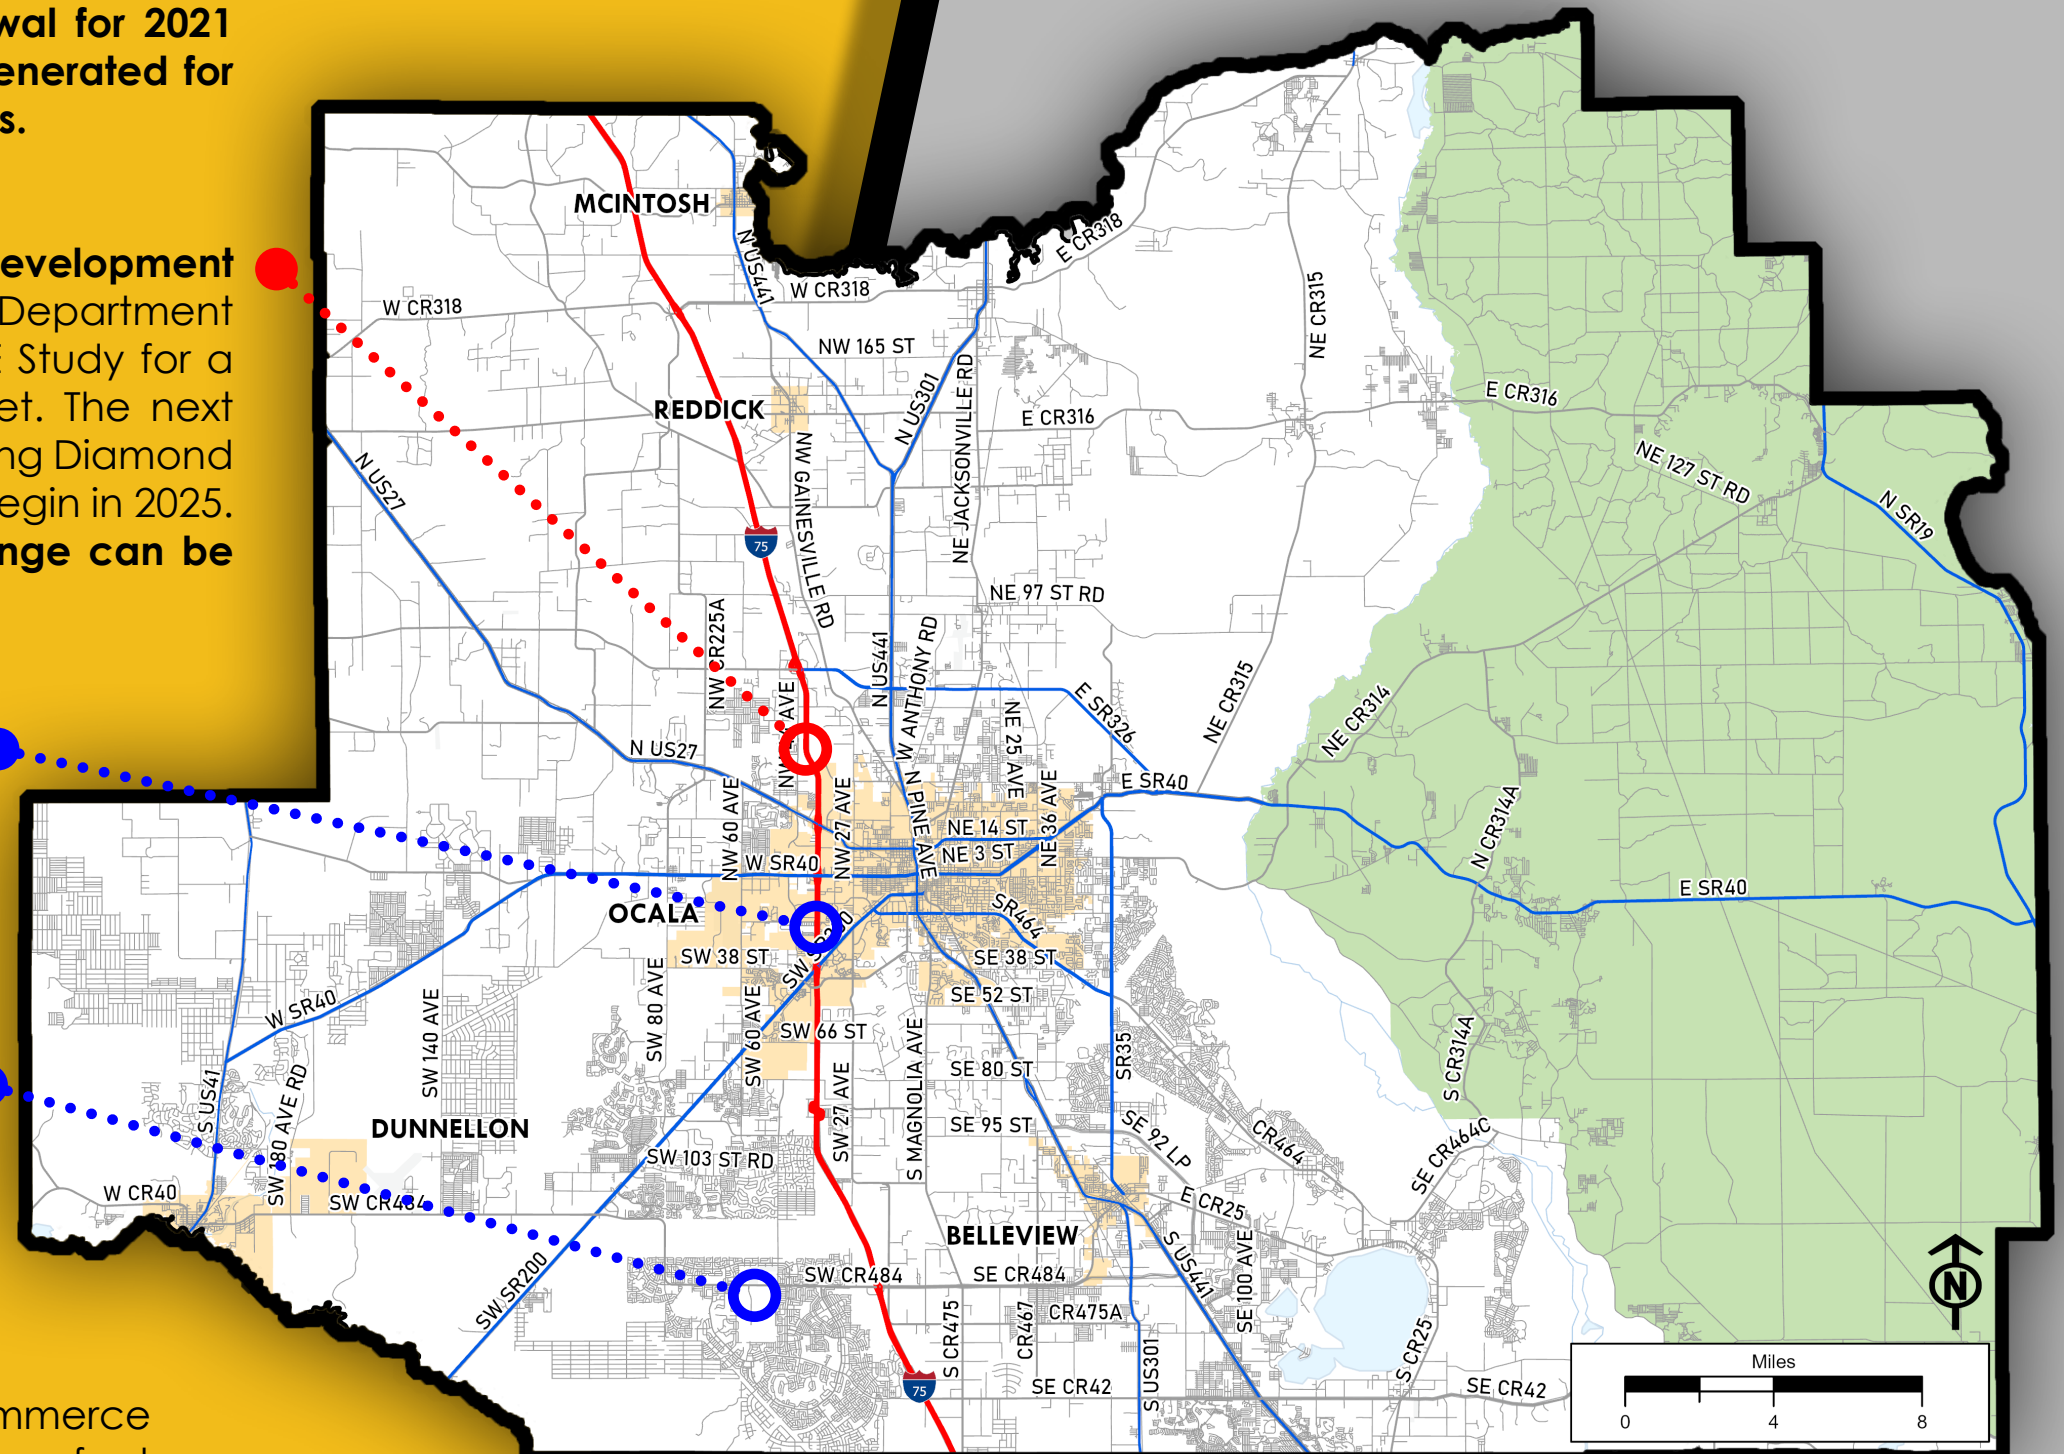 wal for 2021
enerated for
s.
evelopment
Department
E Study for a
et. The next
ng Diamond
egin in 2025.
nge can be
mmerce
MCINTOSH
N US441
E CR318
W CR318
W CR318
NE CR315
NW 165 ST
REDDICK
N US301
NE JACKSONVILLE RD
E CR316
E CR316
NE 127 ST RD
N SR19
N US27
NW GAINESVILLE RD
75
NE 97 ST RD
NW CR225A
N US441
W ANTHONY RD
NE CR315
NE CR314
E SR326
NE 25 AVE
N US27
AVE
E SR40
NW 60 AVE
NW 27 AVE
N PINE AVE
NE 36 AVE
NE 14 ST
NE 3 ST
N CR314A
W SR40
E SR40
OCALA
SR464
SW 38 ST
SE 38 ST
SW 80 AVE
SW 60 AVE
SE 52 ST
W SR40
SW 140 AVE
SW 66 ST
S MAGNOLIA AVE
SR35
S CR314A
SE 80 ST
S US41
SW 180 AVE RD
DUNNELLON
SW 27 AVE
SE 95 ST
SE 92 LP
CR464
SE CR464C
SW 103 ST RD
W CR40
SW CR484
E CR25
BELLEVIEW
S US441
SE 100 AVE
SW SR200
SW CR484
SE CR484
S CR475
CR467
CR475A
S US301
S CR25
75
SE CR42
SE CR42
N
Miles
0 4 8